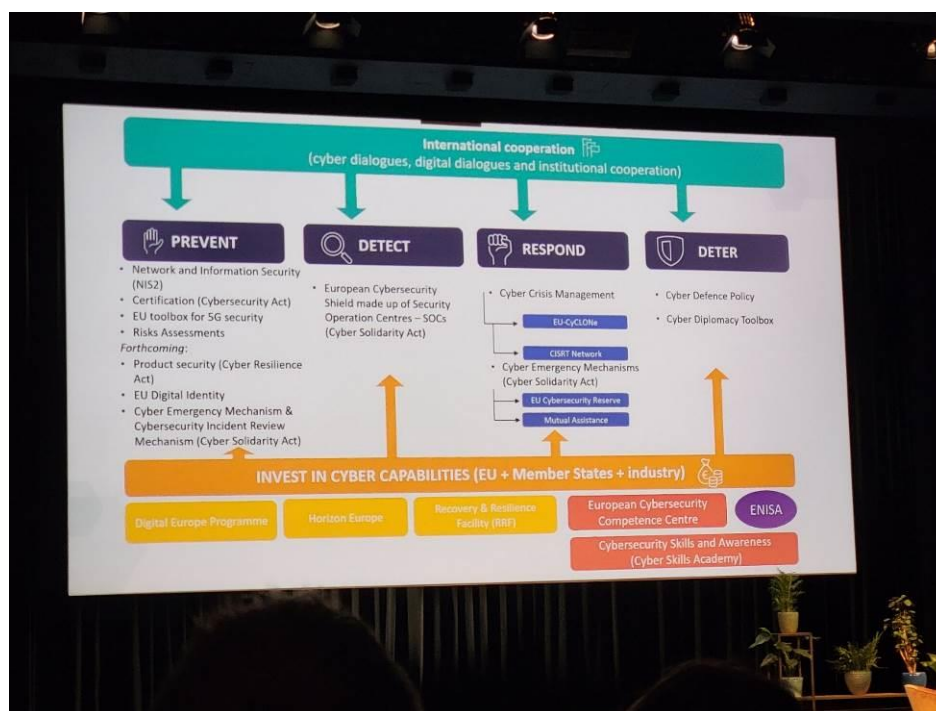 International cooperation
(cyber dialogues, digital dialogues and institutional cooperation)
PREVENT
• Network and Information Security
(NIS2)
• Certification (Cybersecurity Act)
• EU toolbox for 5G security
• Risks Assessments
Forthcoming:
• Product security (Cyber Resilience
Act)
• EU Digital Identity
• Cyber Emergency Mechanism &
Cybersecurity Incident Review
Mechanism (Cyber Solidarity Act)
DETECT
• European Cybersecurity
Shield made up of Security
Operation Centres – SOCs
(Cyber Solidarity Act)
RESPOND
• Cyber Crisis Management
EU-CyCLONe
CISRT Network
• Cyber Emergency Mechanisms
(Cyber Solidarity Act)
EU Cybersecurity Reserve
Mutual Assistance
DETER
• Cyber Defence Policy
• Cyber Diplomacy Toolbox
INVEST IN CYBER CAPABILITIES (EU + Member States + industry)
€
Digital Europe Programme
Horizon Europe
Recovery & Resilience
Facility (RRF)
European Cybersecurity
Competence Centre
ENISA
Cybersecurity Skills and Awareness
(Cyber Skills Academy)